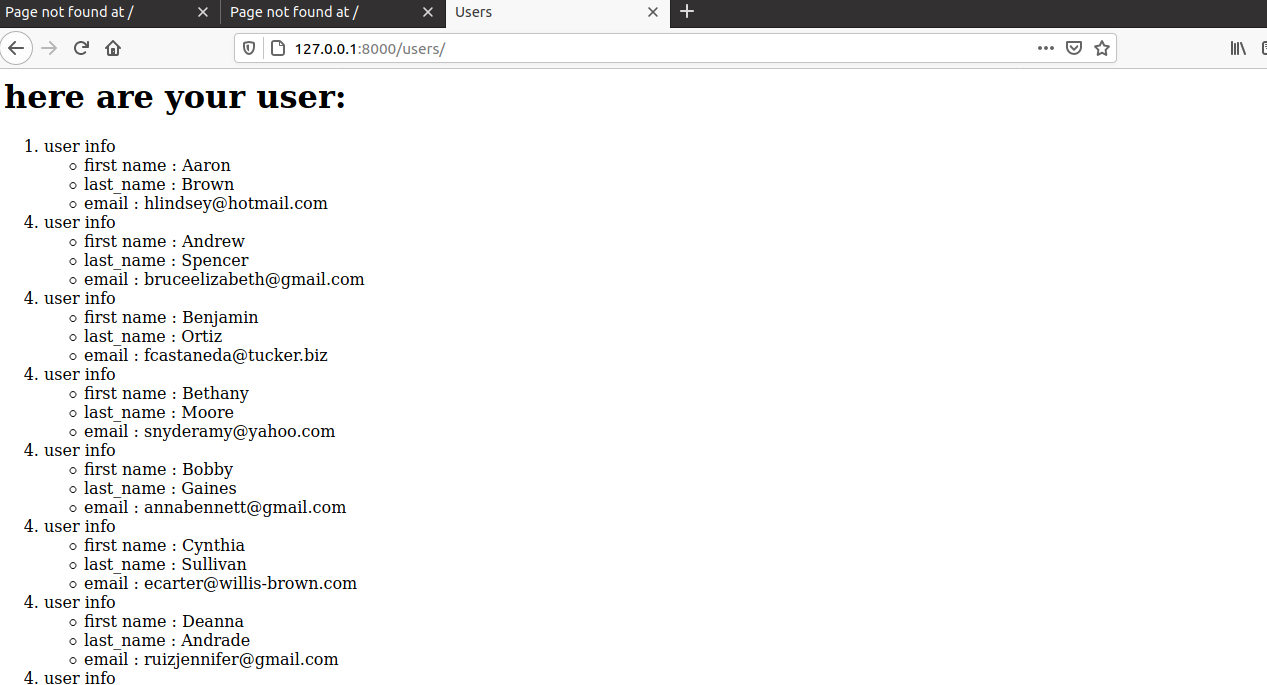 Page not found at /
Page not found at /
Users
127.0.0.1:8000/users/
here are your user:
1. user info
first name : Aaron
last_name : Brown
email : hlindsey@hotmail.com
4. user info
first name : Andrew
last_name : Spencer
email : bruceelizabeth@gmail.com
4. user info
first name : Benjamin
last_name : Ortiz
email : fcastaneda@tucker.biz
4. user info
first name : Bethany
last_name : Moore
email : snyderamy@yahoo.com
4. user info
first name : Bobby
last_name : Gaines
email : annabennett@gmail.com
4. user info
first name : Cynthia
last_name : Sullivan
email : ecarter@willis-brown.com
4. user info
first name : Deanna
last_name : Andrade
email : ruizjennifer@gmail.com
4. user info